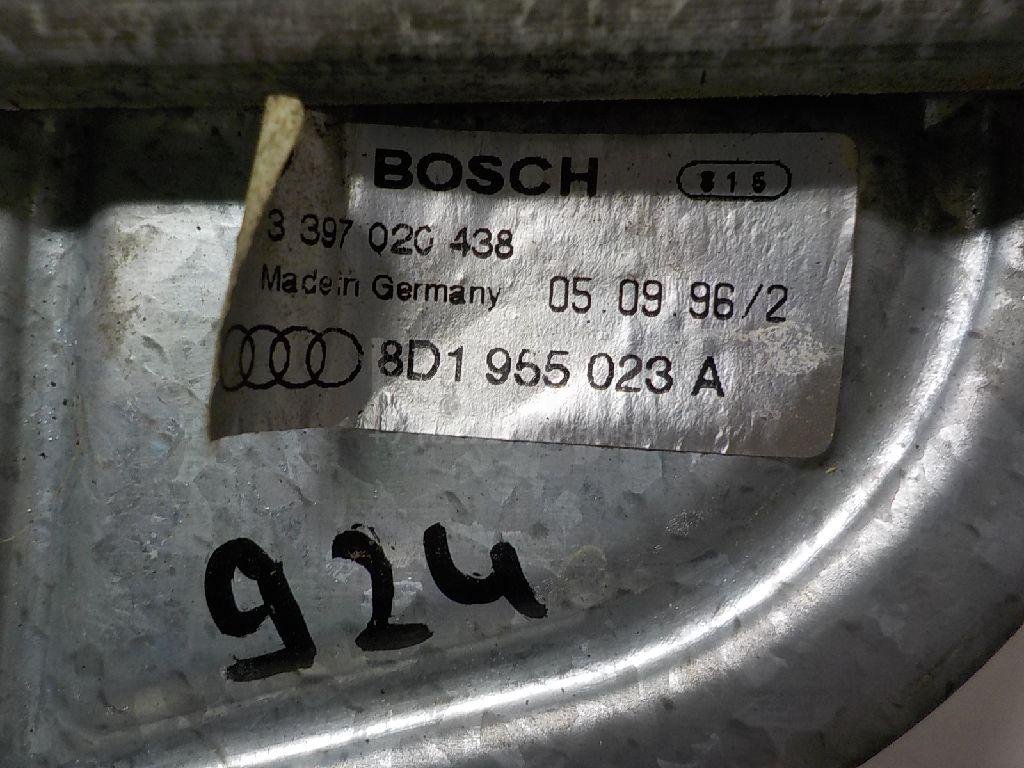 BOSCH 816
3 397 020 438
Made in Germany 05.09.96/2
8D1 955 023 A
924